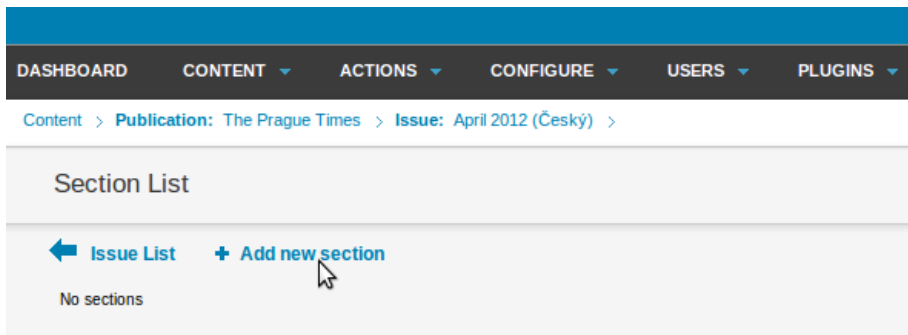 DASHBOARD CONTENT ACTIONS CONFIGURE USERS PLUGINS
Content > Publication: The Prague Times > Issue: April 2012 (Český) >
Section List
Issue List + Add new section
No sections